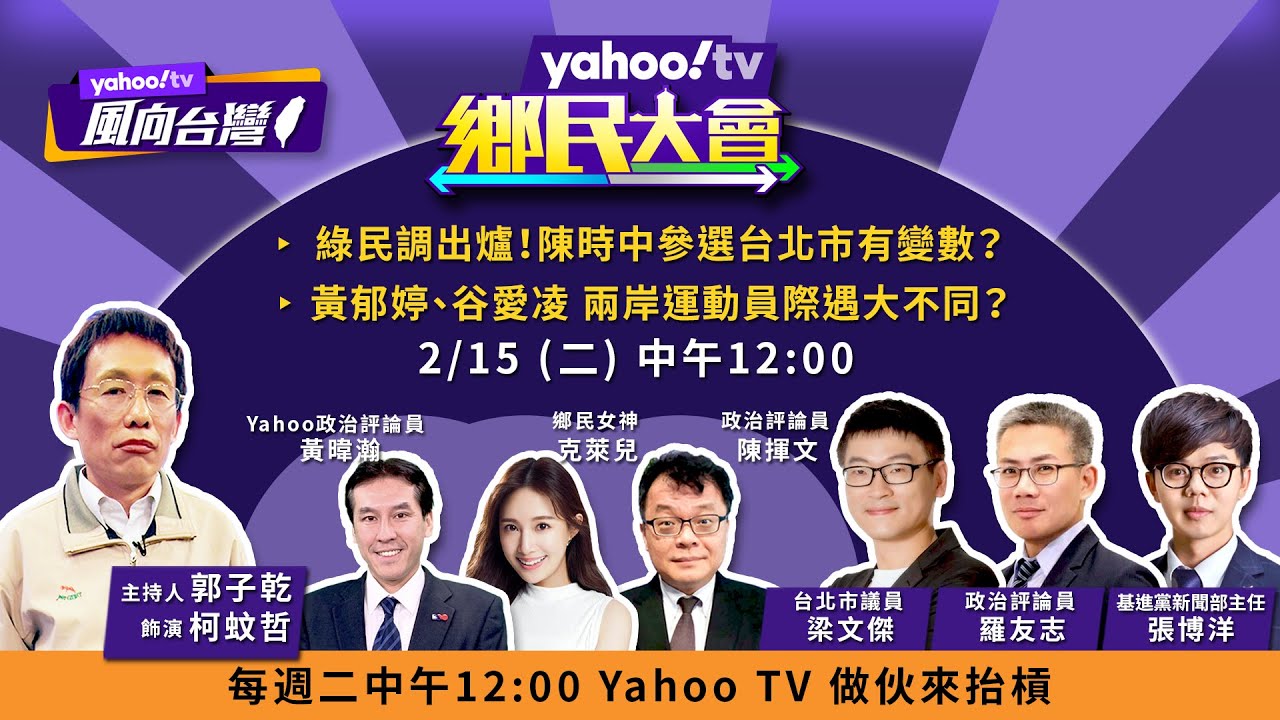 yahoo!tv
風向台灣
yahoo!tv
鄉民大會
綠民調出爐!陳時中參選台北市有變數?
黃郁婷、谷愛凌 兩岸運動員際遇大不同?
2/15 (二) 中午12:00
Yahoo政治評論員
黃暐瀚
鄉民女神
克萊兒
政治評論員
陳揮文
主持人 郭子乾
飾演 柯蚊哲
台北市議員
梁文傑
政治評論員
羅友志
基進黨新聞部主任
張博洋
每週二中午12:00 Yahoo TV 做伙來抬槓